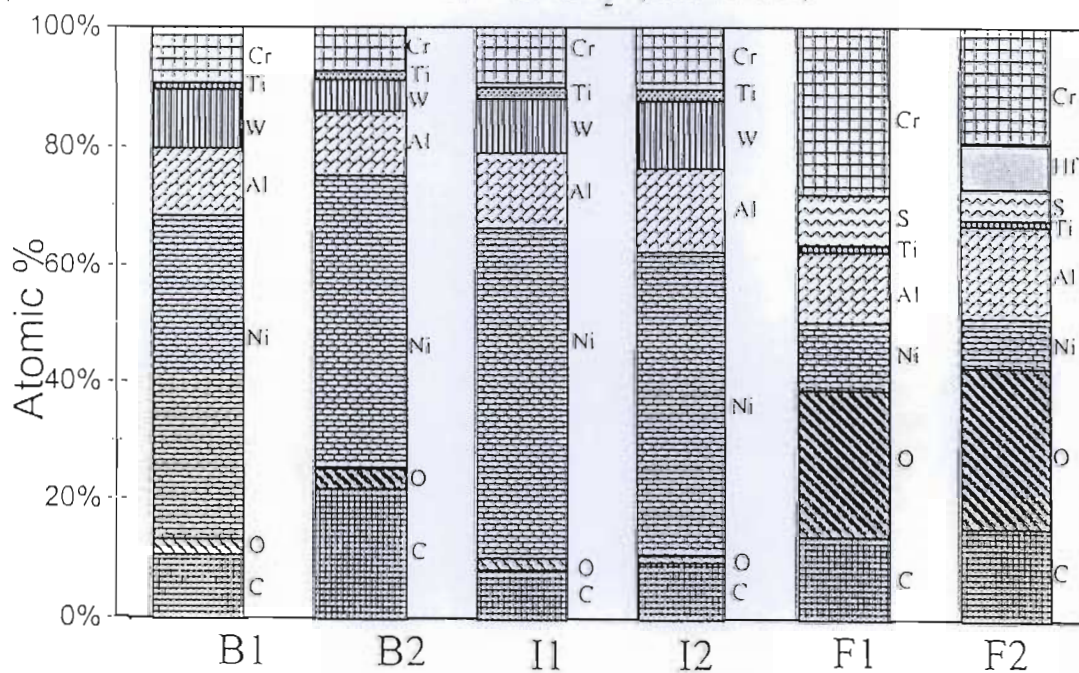 100%
80%
60%
40%
20%
0%
Atomic %
Cr
Ti
W
Al
Ni
O
C
Cr
Ti
W
Al
Ni
O
C
Cr
Ti
W
Al
Ni
O
C
Cr
Ti
W
Al
Ni
O
C
Cr
S
Ti
Al
Ni
O
C
Cr
Hf
S
Ti
Al
Ni
O
C
B1 B2 I1 I2 F1 F2